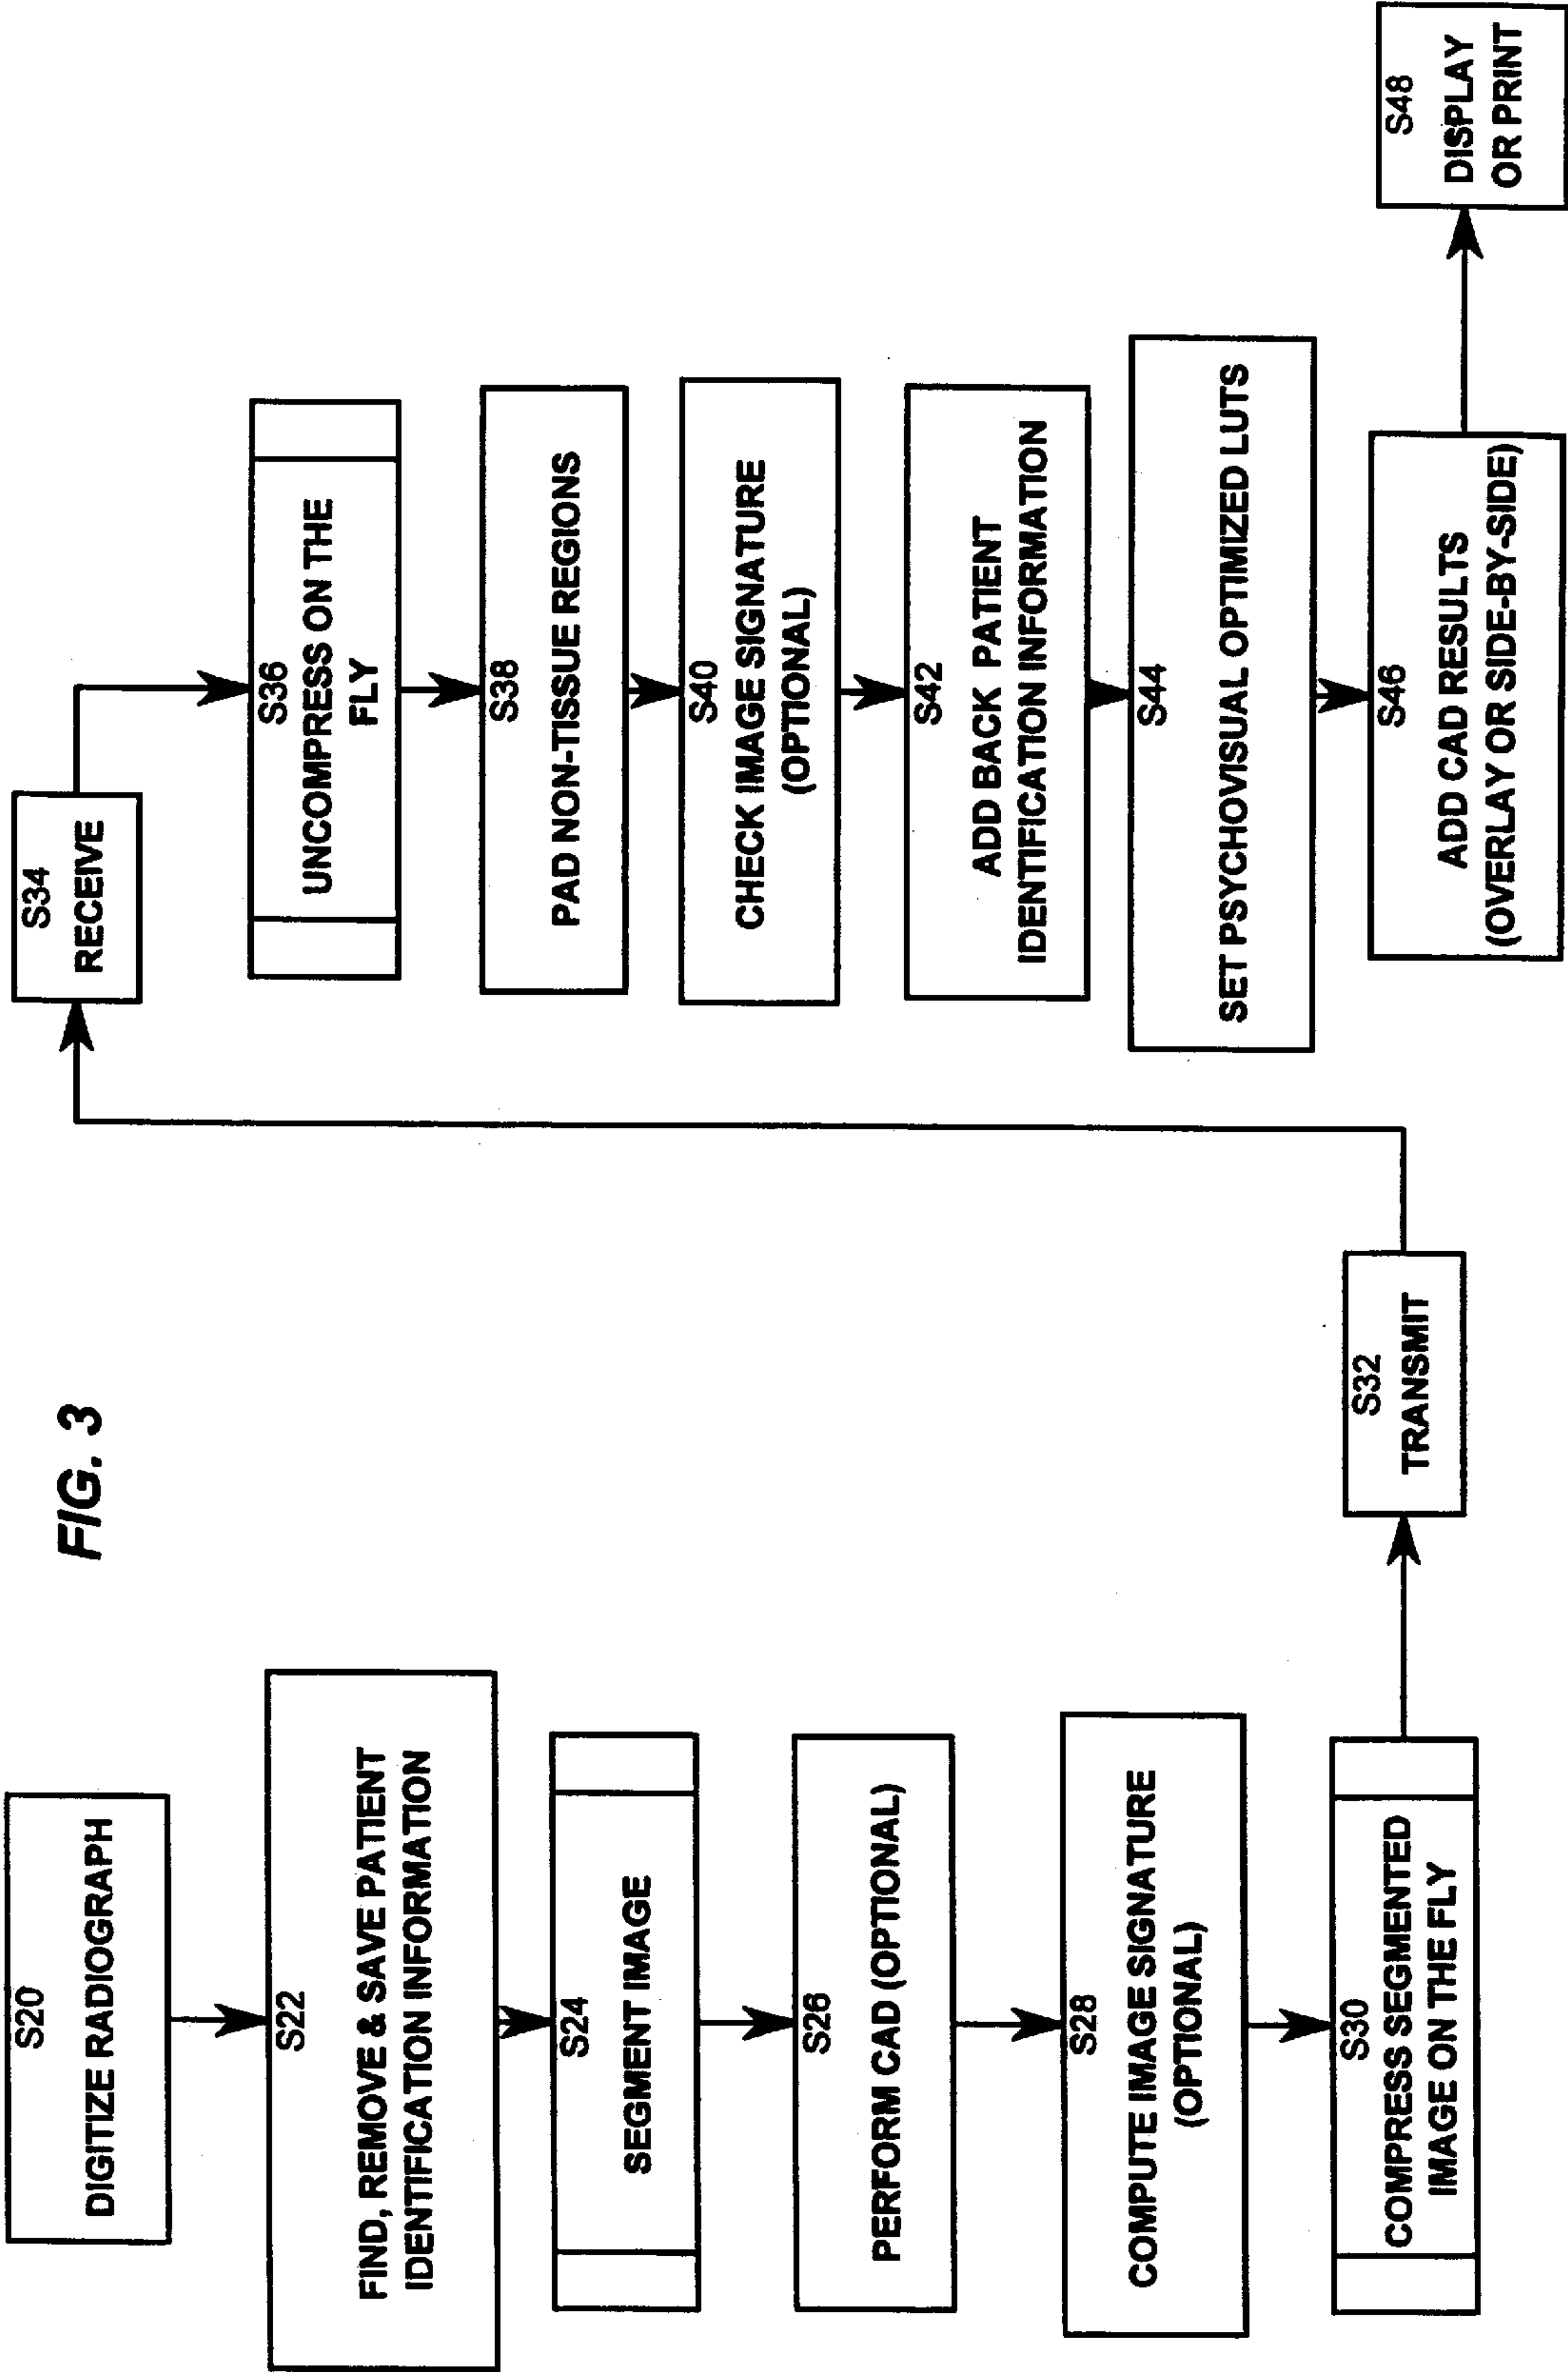 FIG. 3
S20
DIGITIZE RADIOGRAPH
S22
FIND, REMOVE & SAVE PATIENT
IDENTIFICATION INFORMATION
S24
SEGMENT IMAGE
S26
PERFORM CAD (OPTIONAL)
S28
COMPUTE IMAGE SIGNATURE
(OPTIONAL)
S30
COMPRESS SEGMENTED
IMAGE ON THE FLY
S32
TRANSMIT
S34
RECEIVE
S36
UNCOMPRESS ON THE
FLY
S38
PAD NON-TISSUE REGIONS
S40
CHECK IMAGE SIGNATURE
(OPTIONAL)
S42
ADD BACK PATIENT
IDENTIFICATION INFORMATION
S44
SET PSYCHOVISUAL OPTIMIZED LUTS
S46
ADD CAD RESULTS
(OVERLAY OR SIDE-BY-SIDE)
S48
DISPLAY
OR PRINT